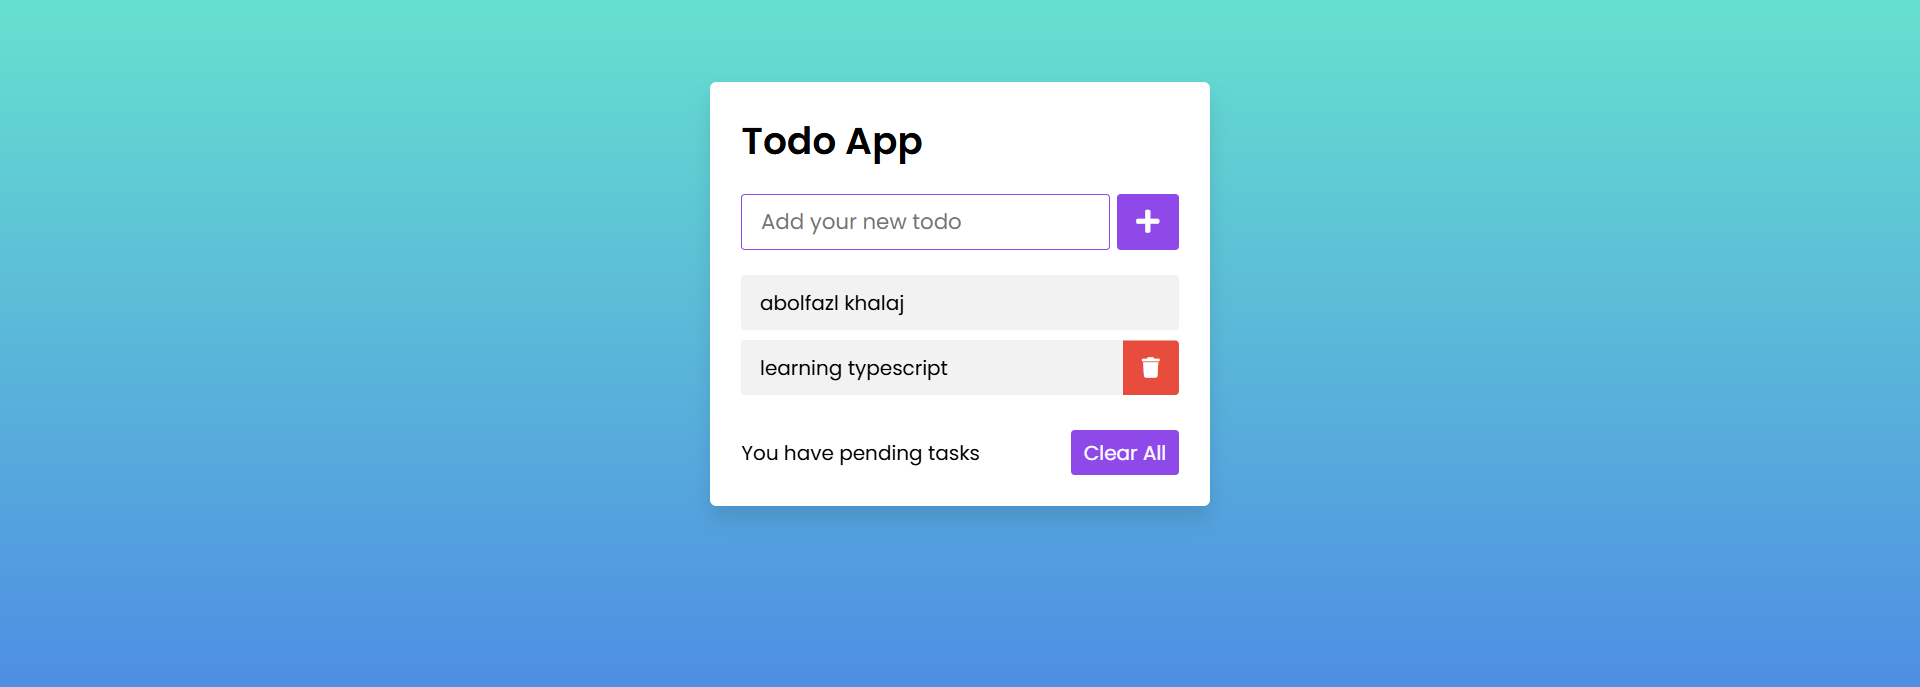 Todo App
Add your new todo
abolfazl khalaj
learning typescript
You have pending tasks
Clear All